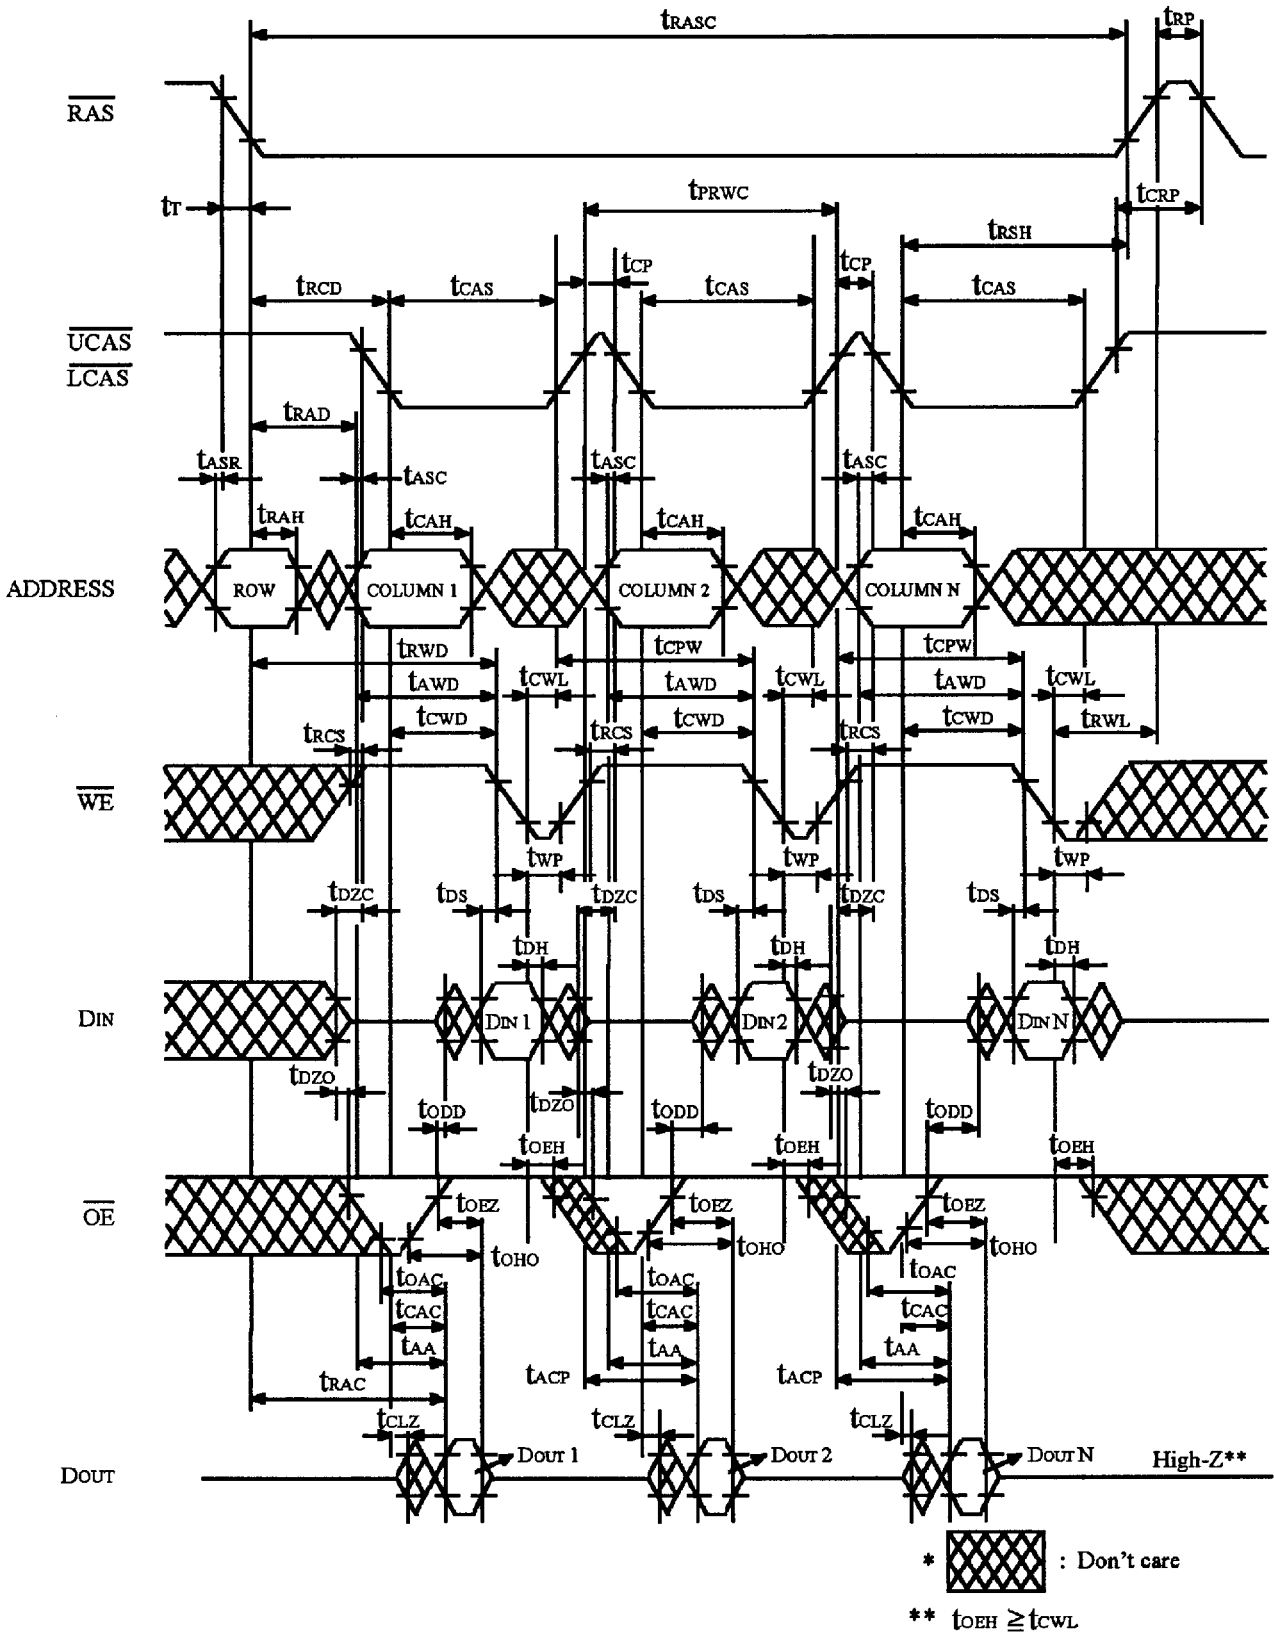 tRASC tRP
RAS
tT tPRWC tCRP
tRSH
tRCD tCAS tCP tCAS tCP tCAS
UCAS
LCAS
tRAD
tASR tASC tASC tASC
tRAH tCAH tCAH tCAH
ADDRESS ROW COLUMN 1 COLUMN 2 COLUMN N
tRWD tCPW tCPW
tAWD tCWL tAWD tCWL tAWD tCWL
tRCS tCWD tRCS tCWD tRCS tCWD tRWL
WE
tWP tWP tWP
tDZC tDS tDZC tDS tDZC tDS
tDH tDH tDH
DIN DIN 1 DIN 2 DIN N
tDZO tDZO tDZO
tODD tODD tODD
tOEH tOEH tOEH
OE tOEZ tOEZ tOEZ
tOHO tOHO tOHO
tOAC tOAC tOAC
tCAC tCAC tCAC
tAA tAA tAA
tRAC tACP tACP
tCLZ tCLZ tCLZ
DOUT DOUT 1 DOUT 2 DOUT N High-Z**
* : Don't care
** tOEH ≧ tCWL